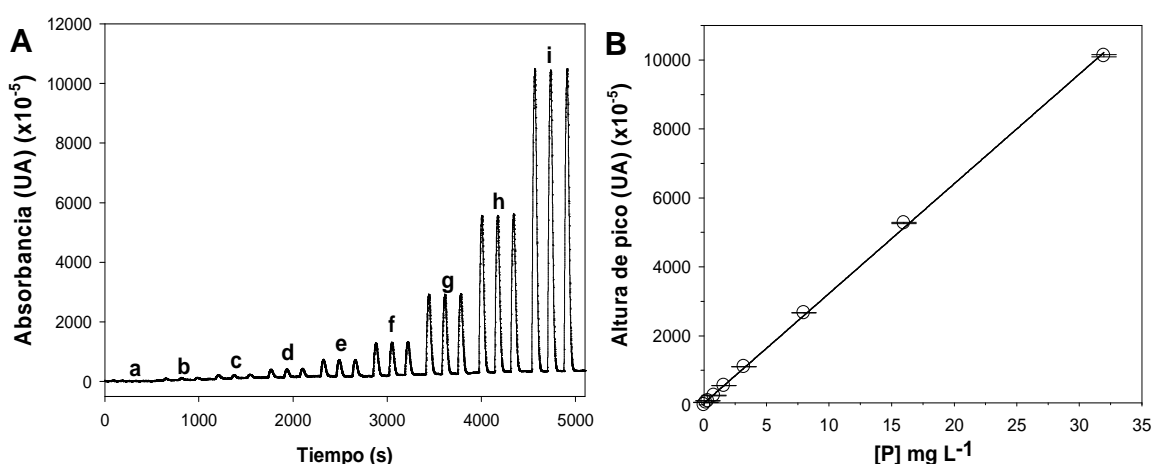 A
Absorbancia (UA) (x10-5)
12000
10000
8000
6000
4000
2000
0
a
b
c
d
e
f
g
h
i
0
1000
2000
3000
4000
5000
Tiempo (s)
B
Altura de pico (UA) (x10-5)
10000
8000
6000
4000
2000
0
0
5
10
15
20
25
30
35
[P] mg L-1